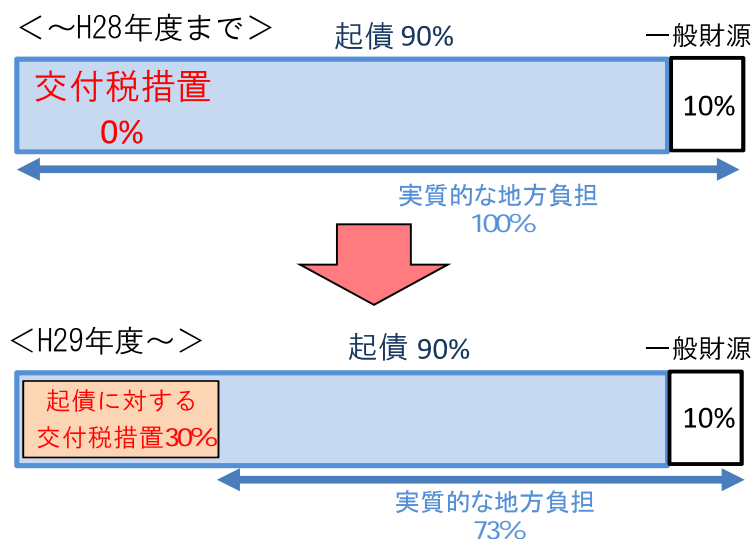 ＜～H28年度まで＞
起債 90%
一般財源
交付税措置
0%
10%
実質的な地方負担
100%
＜H29年度～＞
起債 90%
一般財源
起債に対する
交付税措置30%
10%
実質的な地方負担
73%